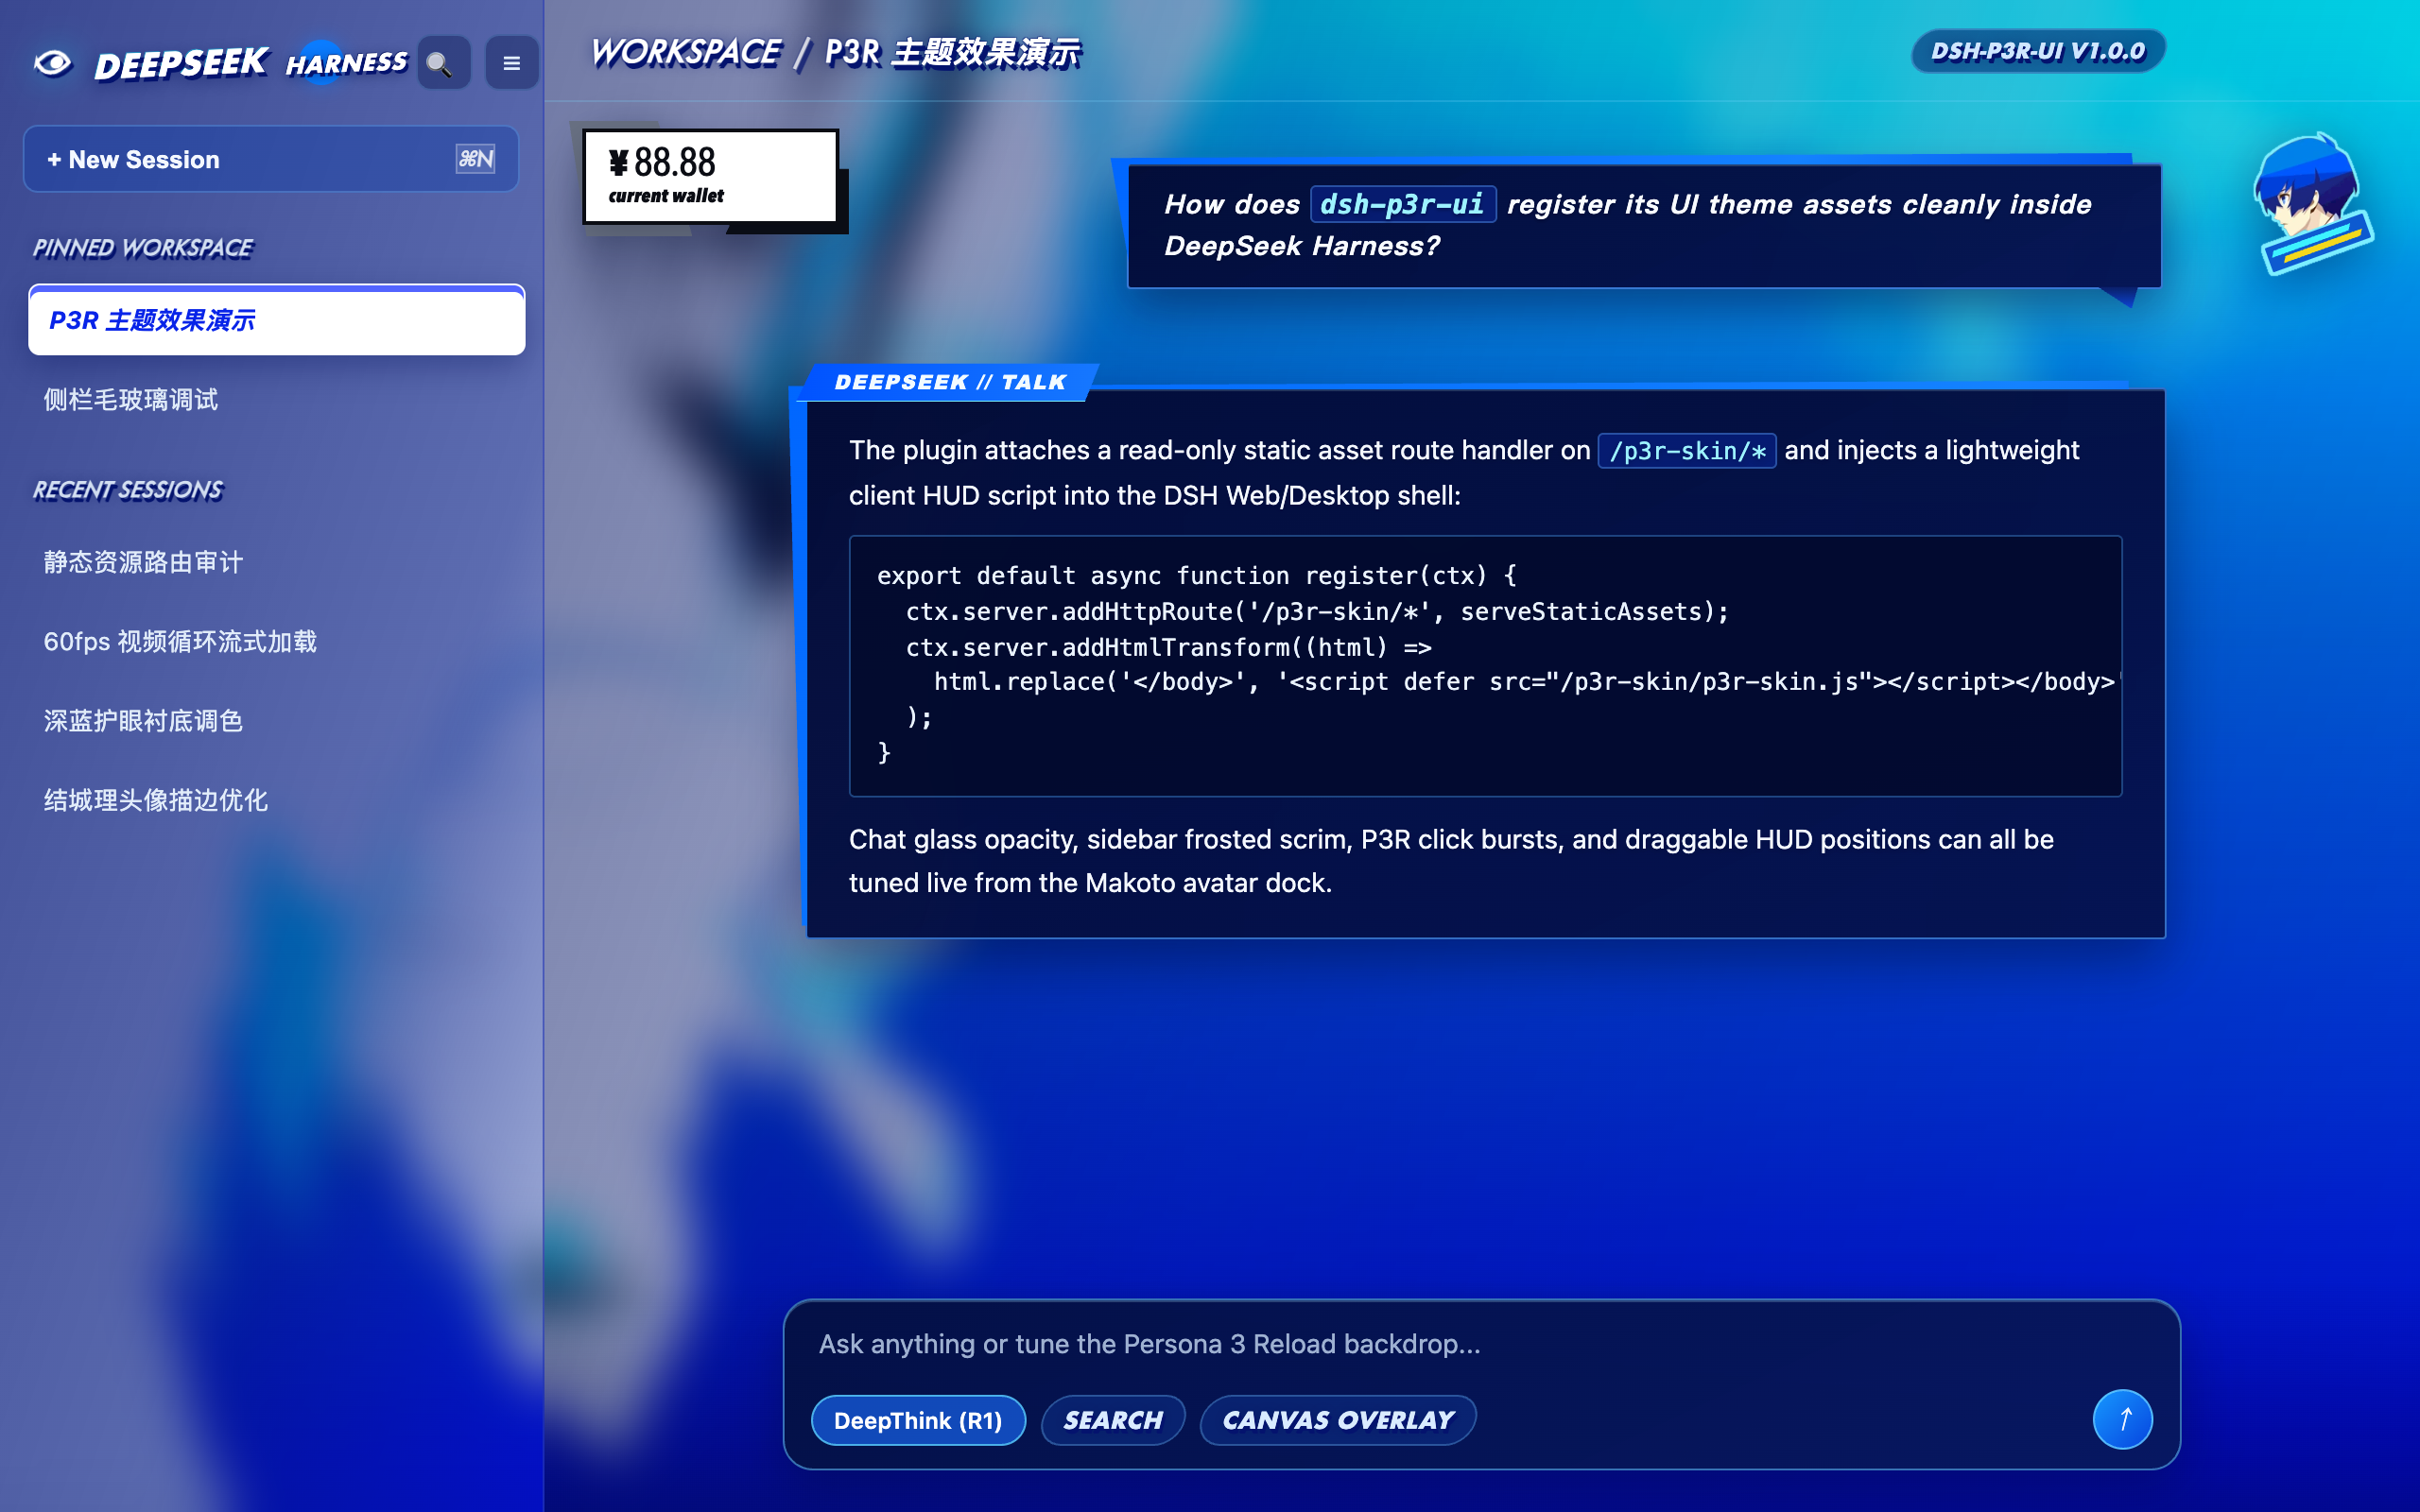 DEEPSEEK HARNESS
+ New Session ⌘N
PINNED WORKSPACE
P3R 主题效果演示
侧栏毛玻璃调试
RECENT SESSIONS
静态资源路由审计
60fps 视频循环流式加载
深蓝护眼衬底调色
结城理头像描边优化
WORKSPACE / P3R 主题效果演示
DSH-P3R-UI V1.0.0
¥88.88
current wallet
How does dsh-p3r-ui register its UI theme assets cleanly inside
DeepSeek Harness?
DEEPSEEK // TALK
The plugin attaches a read-only static asset route handler on /p3r-skin/* and injects a lightweight
client HUD script into the DSH Web/Desktop shell:
export default async function register(ctx) {
  ctx.server.addHttpRoute('/p3r-skin/*', serveStaticAssets);
  ctx.server.addHtmlTransform((html) =>
    html.replace('</body>', '<script defer src="/p3r-skin/p3r-skin.js"></script></body>'
  );
}
Chat glass opacity, sidebar frosted scrim, P3R click bursts, and draggable HUD positions can all be
tuned live from the Makoto avatar dock.
Ask anything or tune the Persona 3 Reload backdrop...
DeepThink (R1) SEARCH CANVAS OVERLAY